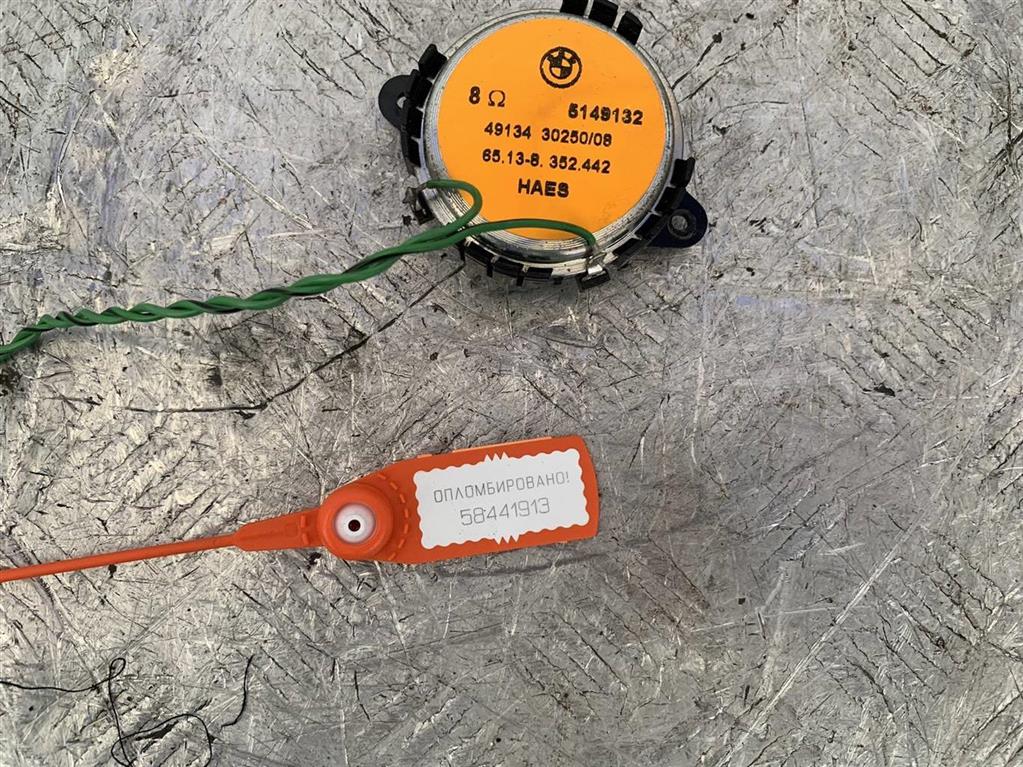 8 Ω
5149132
49134 30250/08
65.13-8. 352.442
HAES
ОПЛОМБИРОВАНО!
58441913